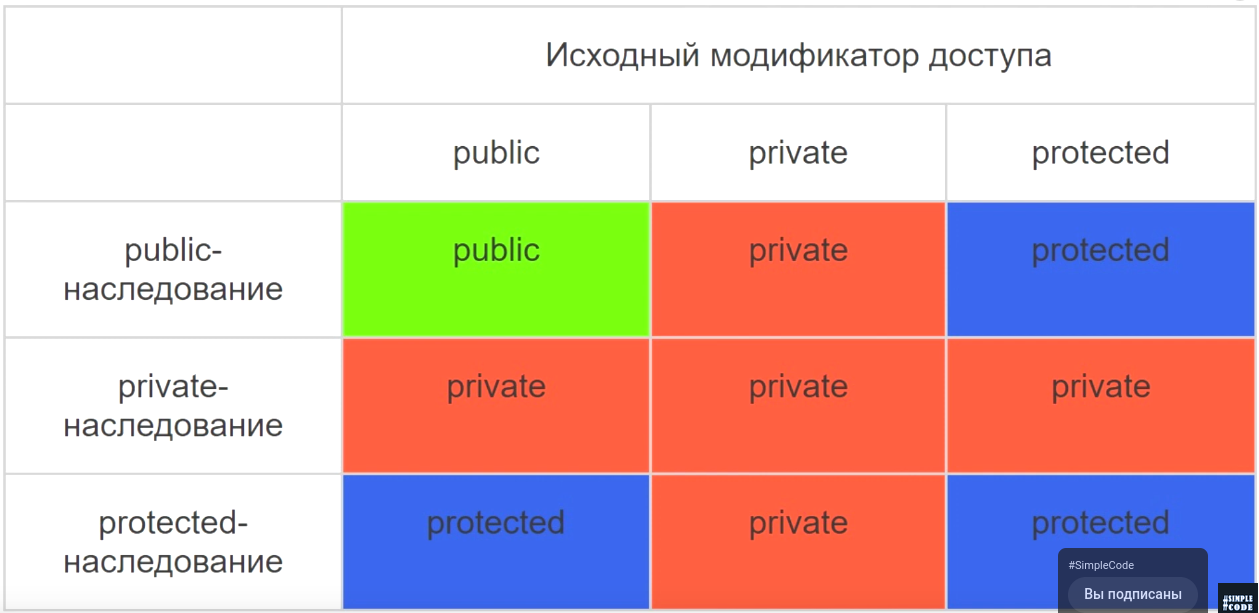 Исходный модификатор доступа
public private protected
public-
наследование
public private protected
private-
наследование
private private private
protected-
наследование
protected private protected
#SimpleCode
Вы подписаны
#SIMPLE
#CODE